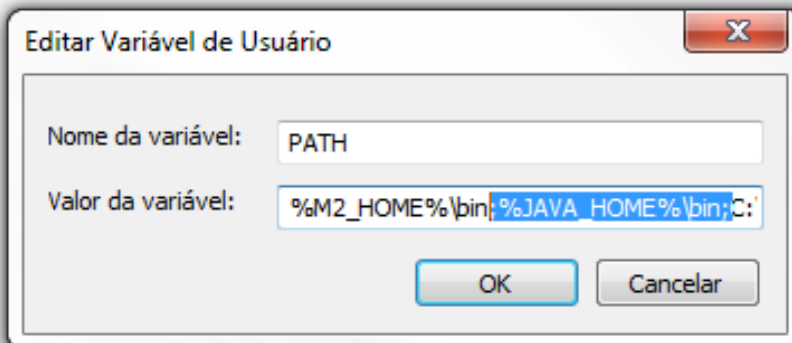 Editar Variável de Usuário
Nome da variável: PATH
Valor da variável: %M2_HOME%\bin;%JAVA_HOME%\bin;C:\
OK Cancelar